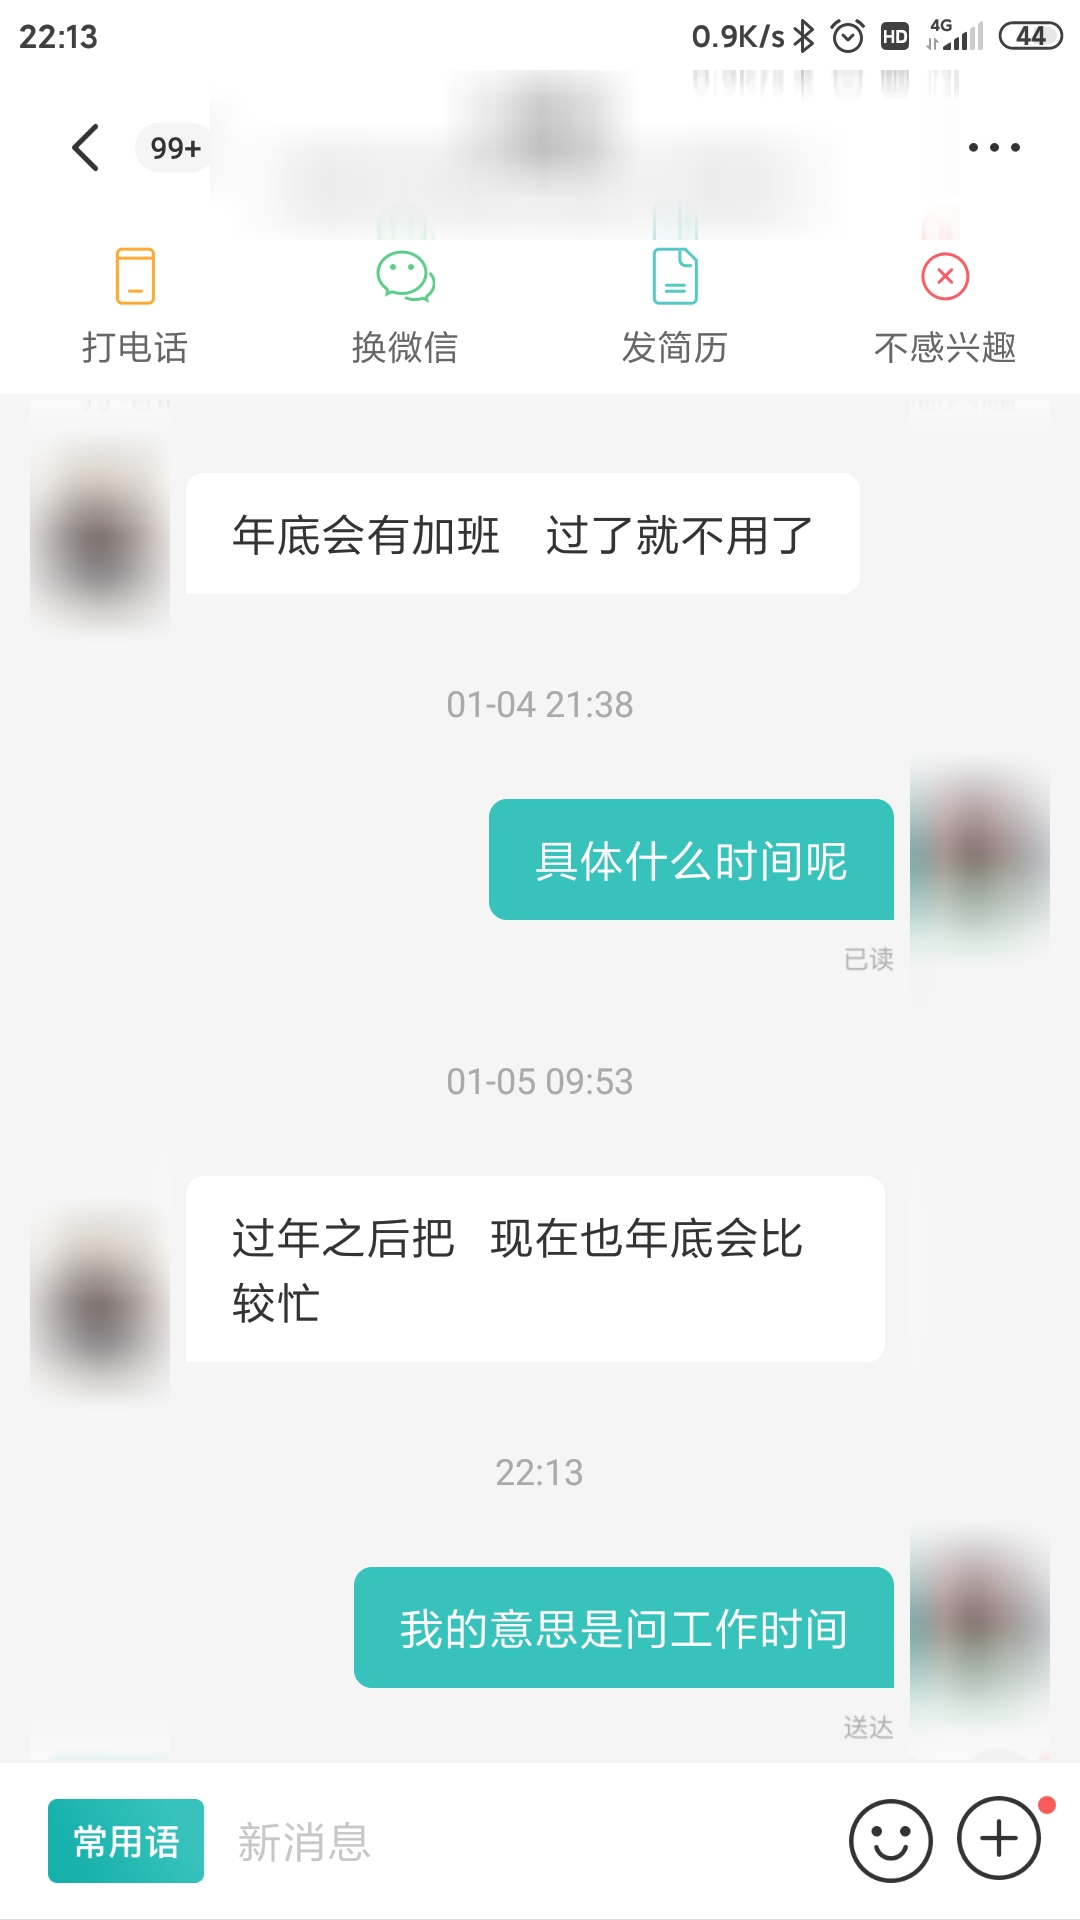 22:13 0.9K/s HD 4G 44
99+
打电话 换微信 发简历 不感兴趣
年底会有加班 过了就不用了
01-04 21:38
具体什么时间呢
已读
01-05 09:53
过年之后把 现在也年底会比
较忙
22:13
我的意思是问工作时间
送达
常用语 新消息